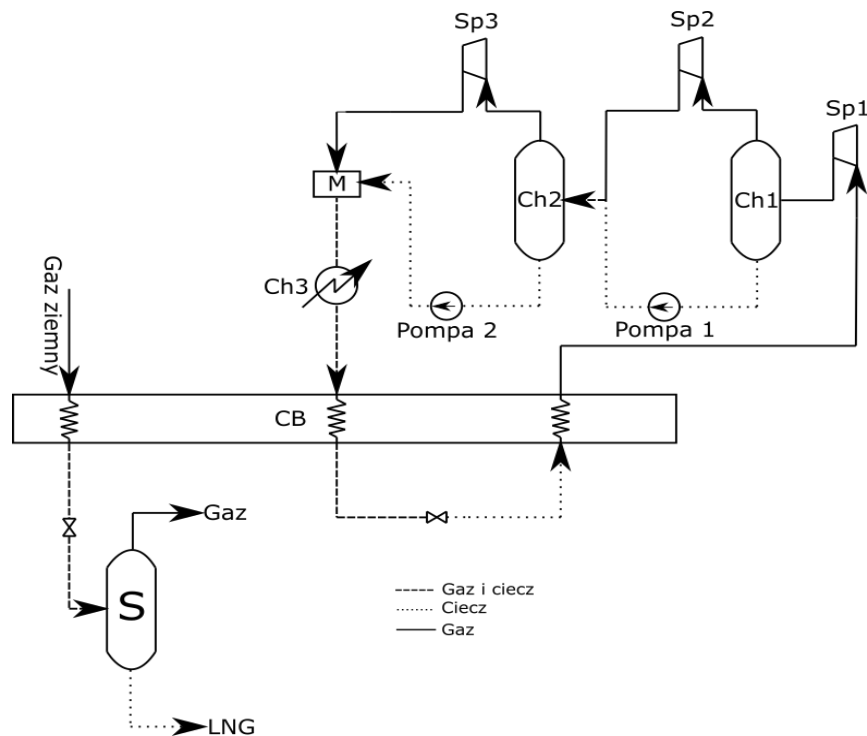 Sp3
Sp2
Sp1
M
Ch2
Ch1
Ch3
Pompa 2
Pompa 1
Gaz ziemny
CB
Gaz
S
LNG
Gaz i ciecz
Ciecz
Gaz